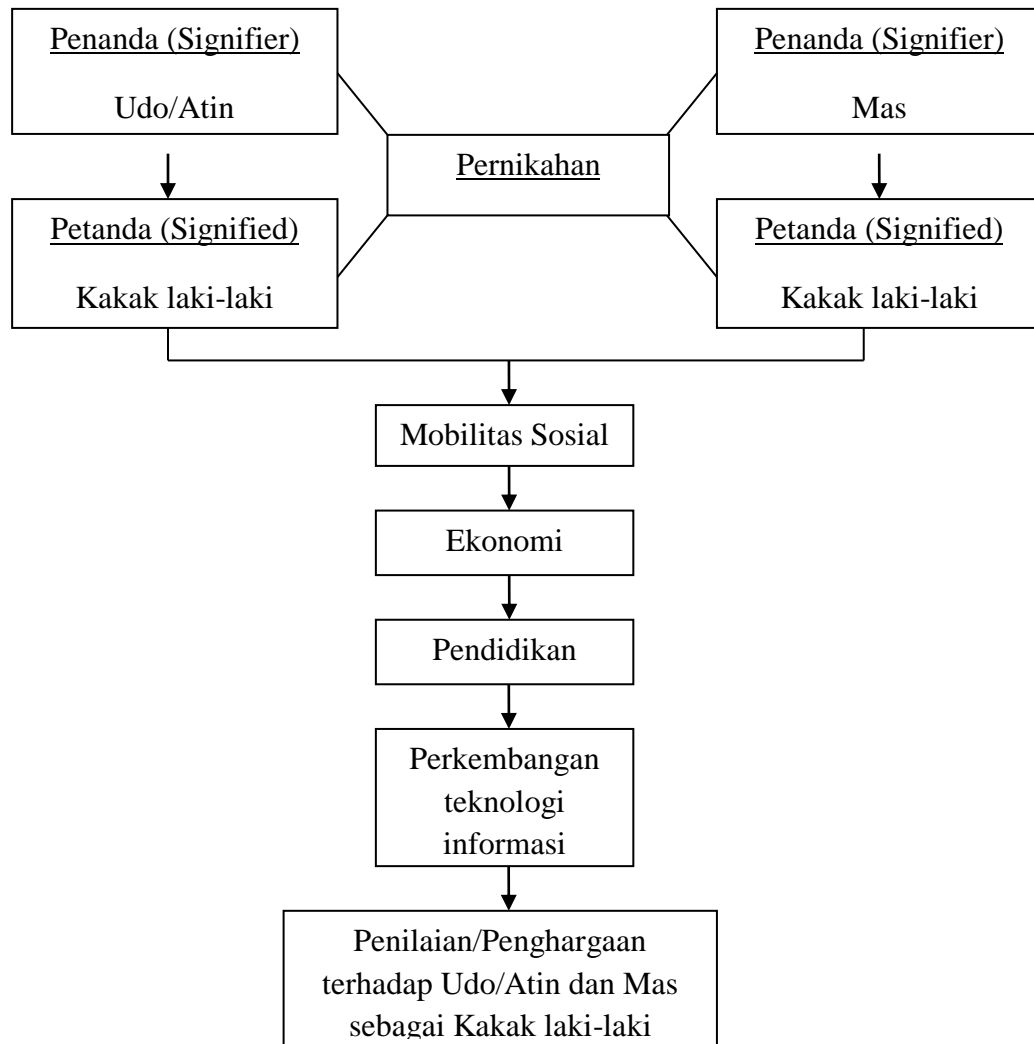 Penanda (Signifier)
Udo/Atin
Penanda (Signifier)
Mas
Pernikahan
Petanda (Signified)
Kakak laki-laki
Petanda (Signified)
Kakak laki-laki
Mobilitas Sosial
Ekonomi
Pendidikan
Perkembangan
teknologi
informasi
Penilaian/Penghargaan
terhadap Udo/Atin dan Mas
sebagai Kakak laki-laki